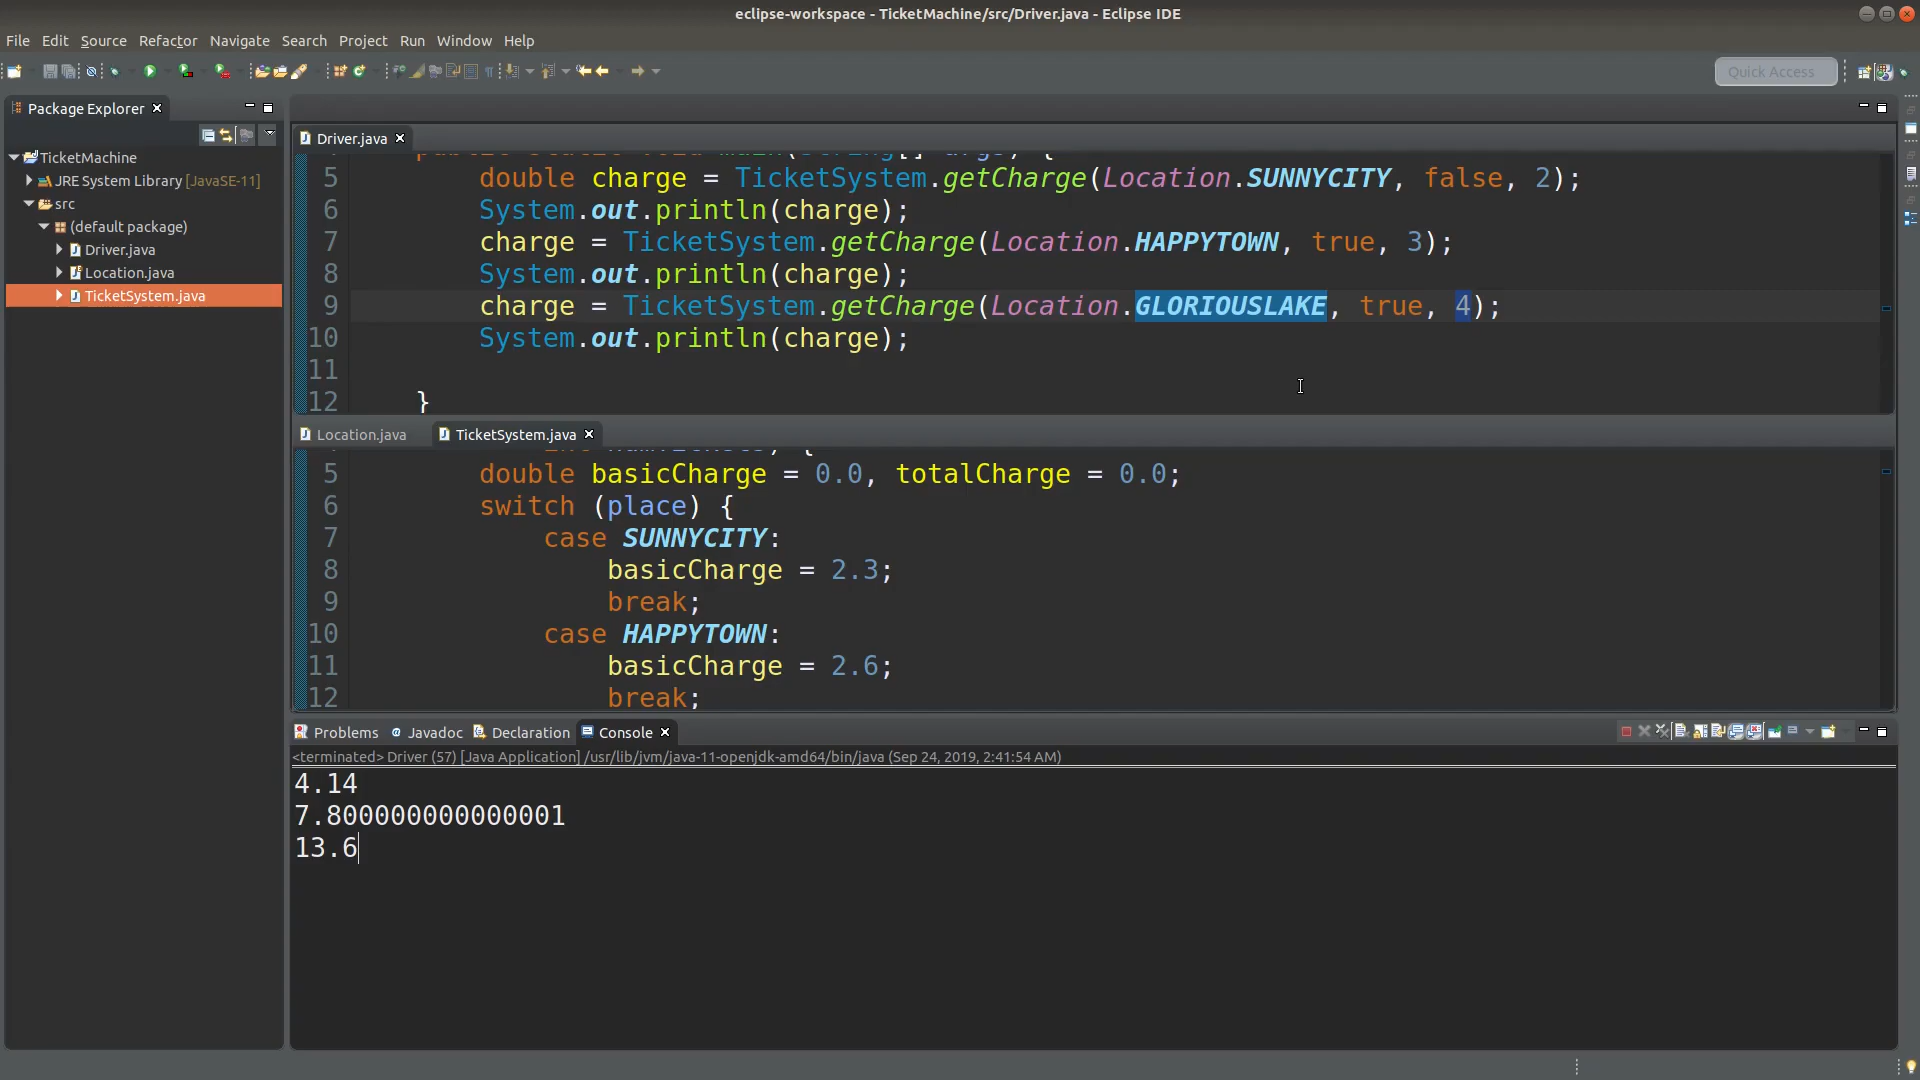 eclipse-workspace - TicketMachine/src/Driver.java - Eclipse IDE
File Edit Source Refactor Navigate Search Project Run Window Help
Quick Access
Package Explorer
TicketMachine
JRE System Library [JavaSE-11]
src
(default package)
Driver.java
Location.java
TicketSystem.java
Driver.java
5 double charge = TicketSystem.getCharge(Location.SUNNYCITY, false, 2);
6 System.out.println(charge);
7 charge = TicketSystem.getCharge(Location.HAPPYTOWN, true, 3);
8 System.out.println(charge);
9 charge = TicketSystem.getCharge(Location.GLORIOUSLAKE, true, 4);
10 System.out.println(charge);
11
12 }
Location.java TicketSystem.java
5 double basicCharge = 0.0, totalCharge = 0.0;
6 switch (place) {
7 case SUNNYCITY:
8 basicCharge = 2.3;
9 break;
10 case HAPPYTOWN:
11 basicCharge = 2.6;
12 break;
Problems Javadoc Declaration Console
<terminated> Driver (57) [Java Application] /usr/lib/jvm/java-11-openjdk-amd64/bin/java (Sep 24, 2019, 2:41:54 AM)
4.14
7.800000000000001
13.6